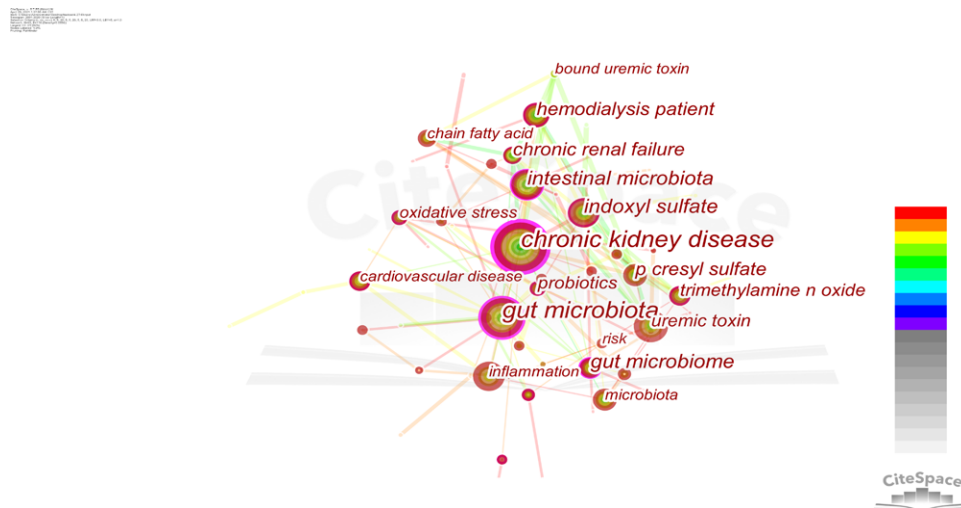 bound uremic toxin
hemodialysis patient
chain fatty acid
chronic renal failure
intestinal microbiota
indoxyl sulfate
oxidative stress
chronic kidney disease
p cresyl sulfate
cardiovascular disease
probiotics
trimethylamine n oxide
gut microbiota
uremic toxin
risk
gut microbiome
inflammation
microbiota
CiteSpace
CiteSpace